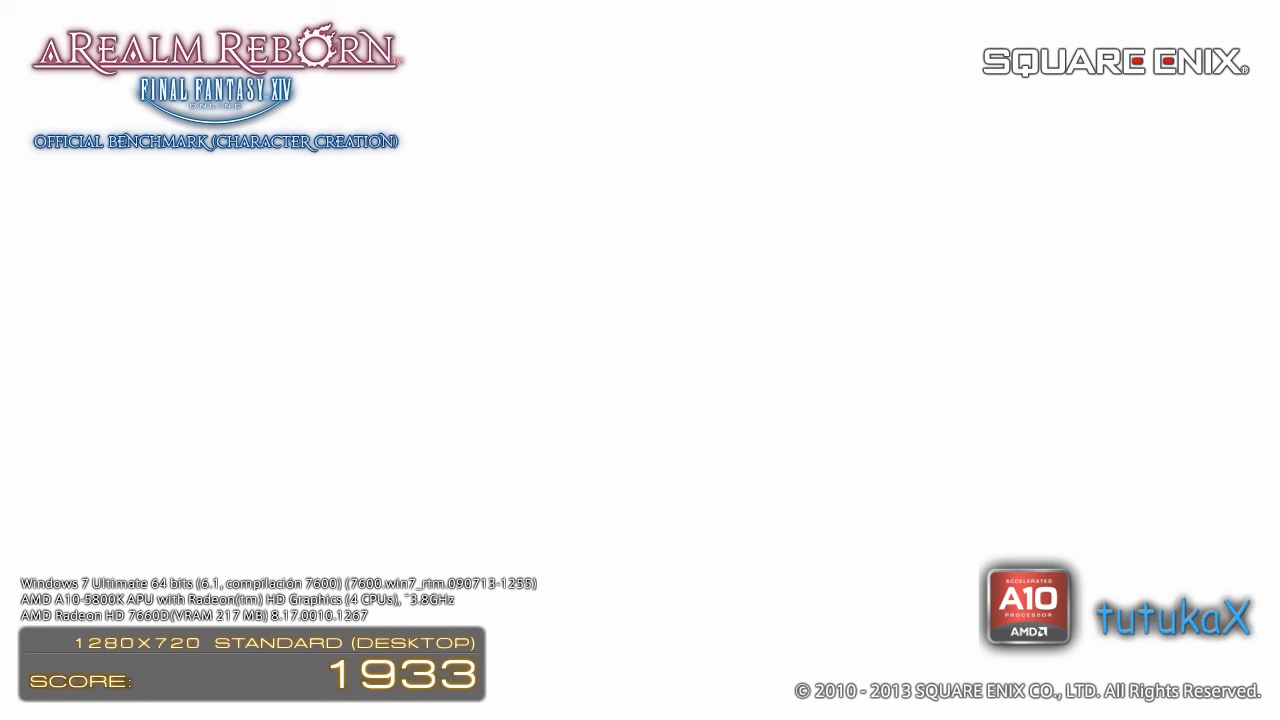 A REALM REBORN™
FINAL FANTASY XIV
ONLINE
OFFICIAL BENCHMARK (CHARACTER CREATION)
SQUARE ENIX®
Windows 7 Ultimate 64 bits (6.1, compilación 7600) (7600.win7_rtm.090713-1255)
AMD A10-5800K APU with Radeon(tm) HD Graphics (4 CPUs), ~3.8GHz
AMD Radeon HD 7660D(VRAM 217 MB) 8.17.0010.1267
1280X720 STANDARD (DESKTOP)
SCORE: 1933
ACCELERATED
A10
PROCESSOR
AMD
tutukaX
© 2010 - 2013 SQUARE ENIX CO., LTD. All Rights Reserved.